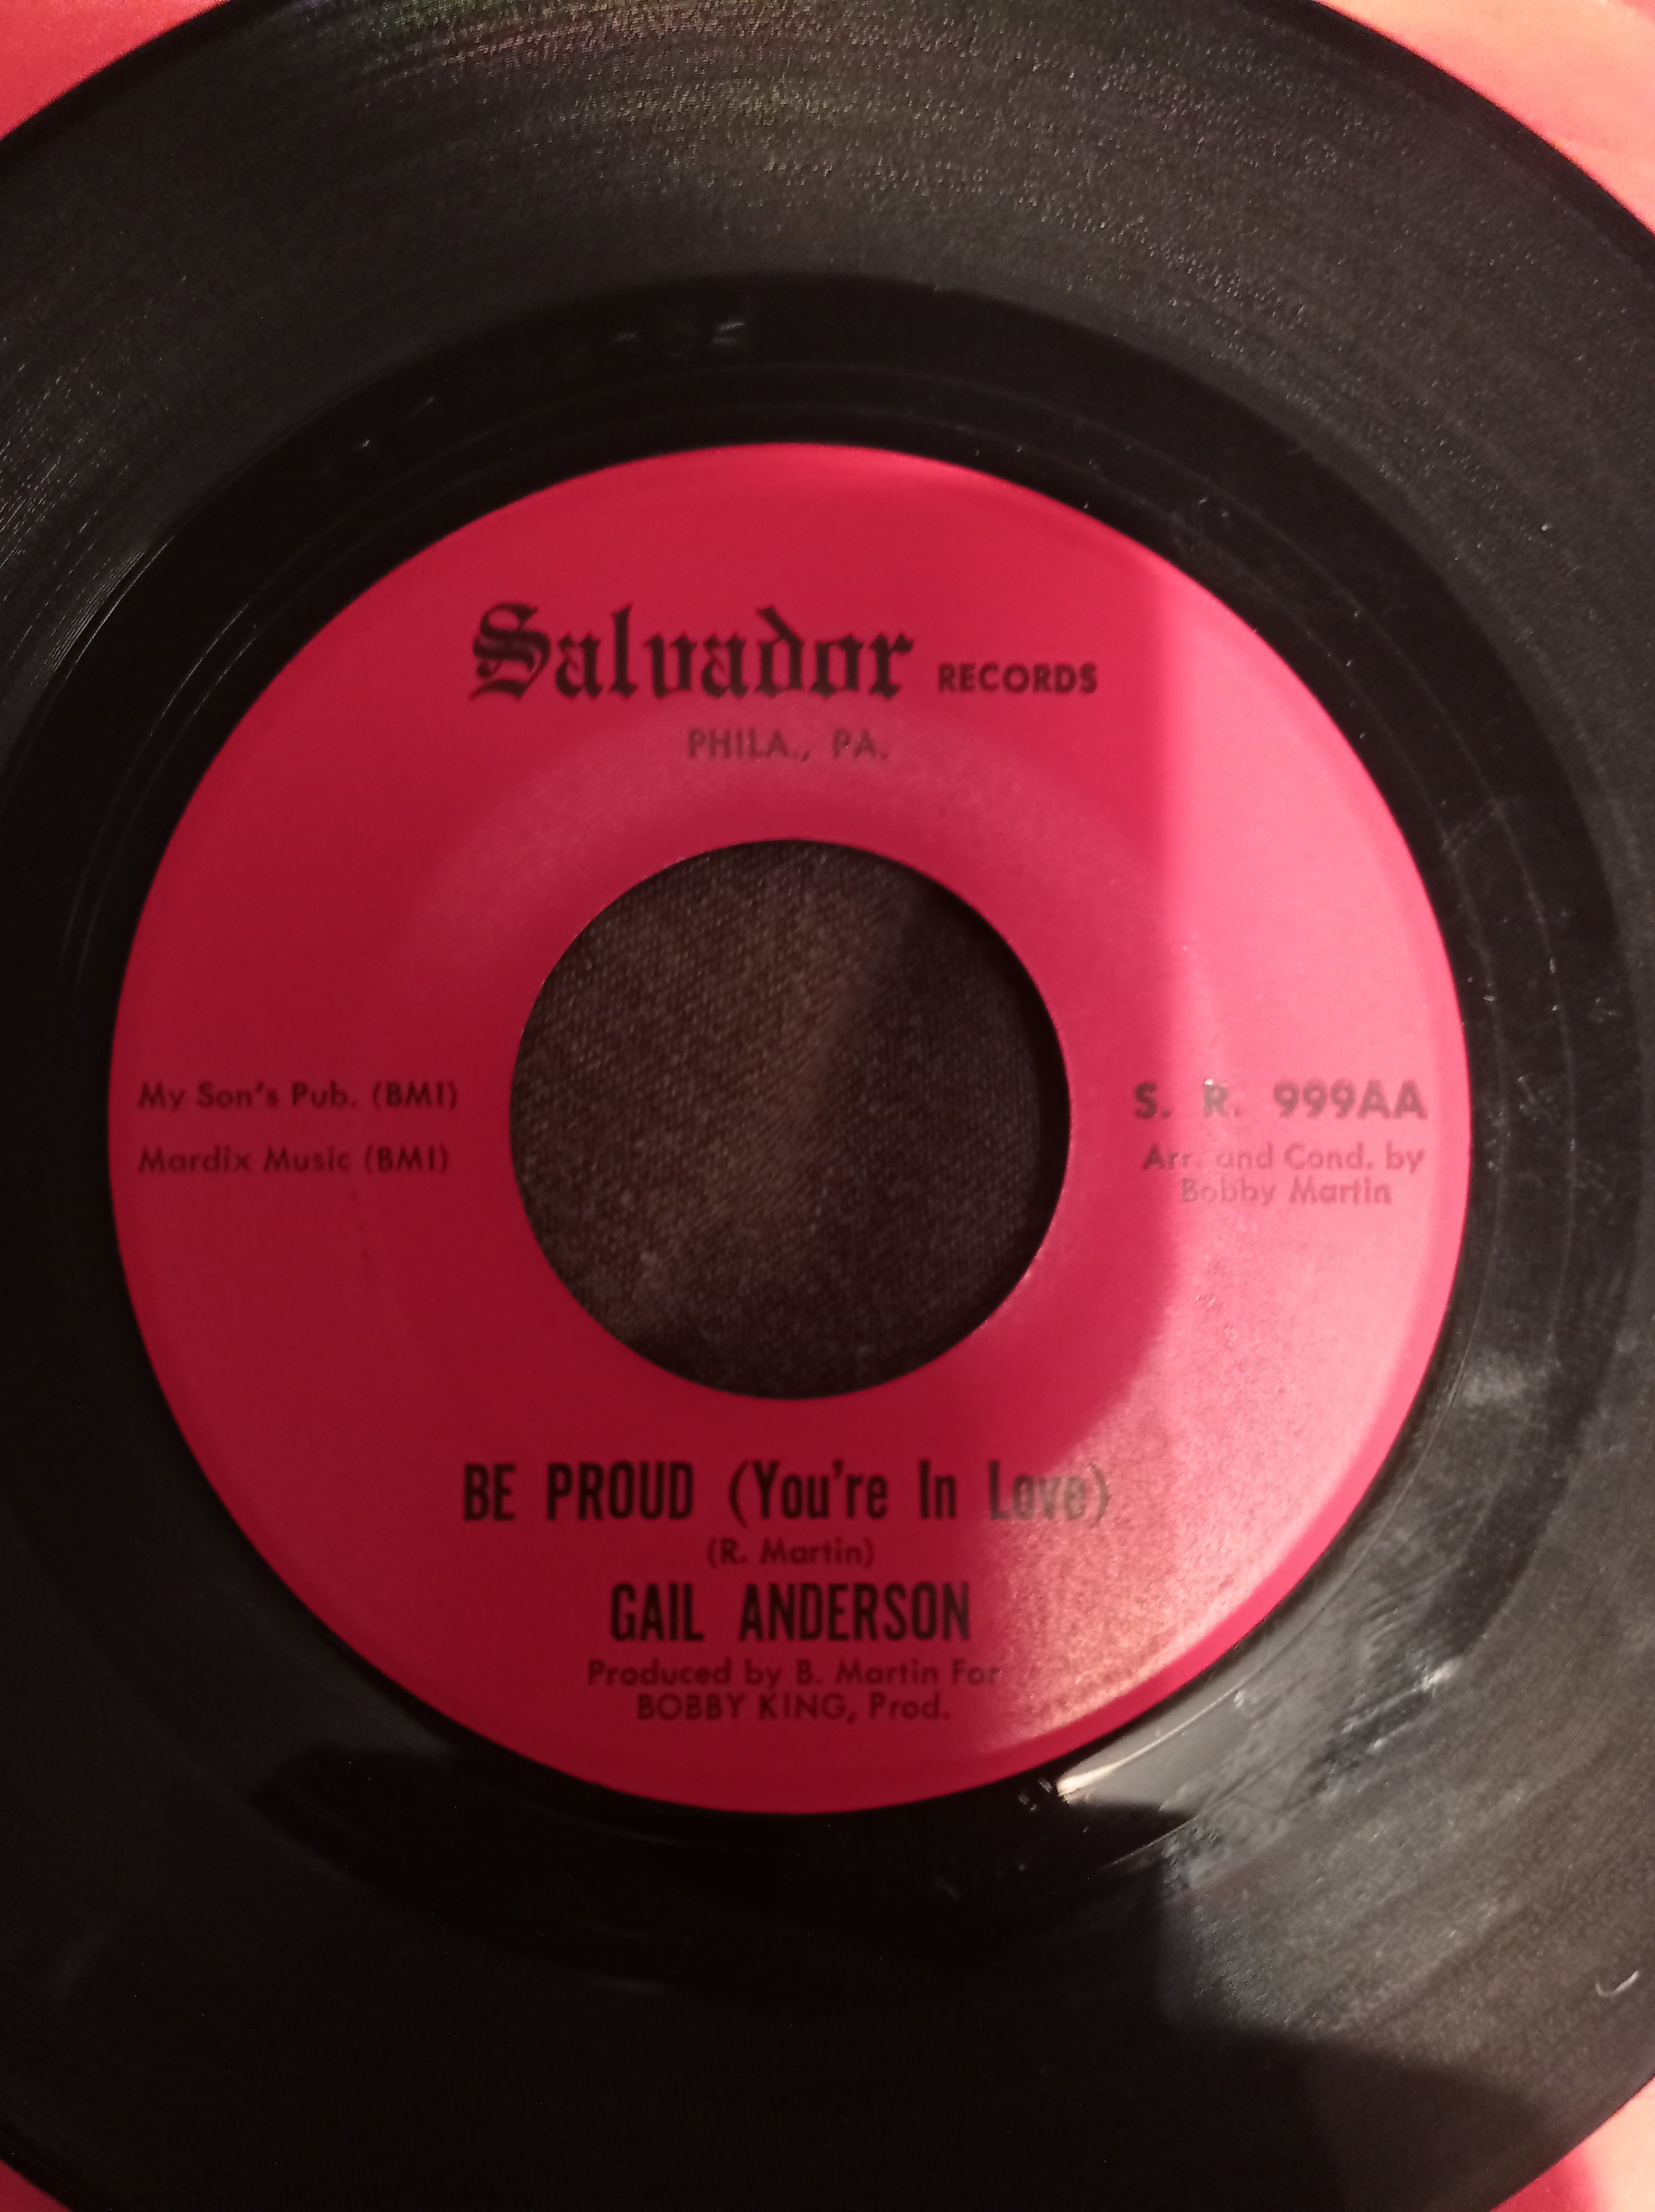 Salvador RECORDS
PHILA., PA.
My Son's Pub. (BMI)
Mardix Music (BMI)
S. R. 999AA
Arr. and Cond. by
Bobby Martin
BE PROUD (You're In Love)
(R. Martin)
GAIL ANDERSON
Produced by B. Martin For
BOBBY KING, Prod.